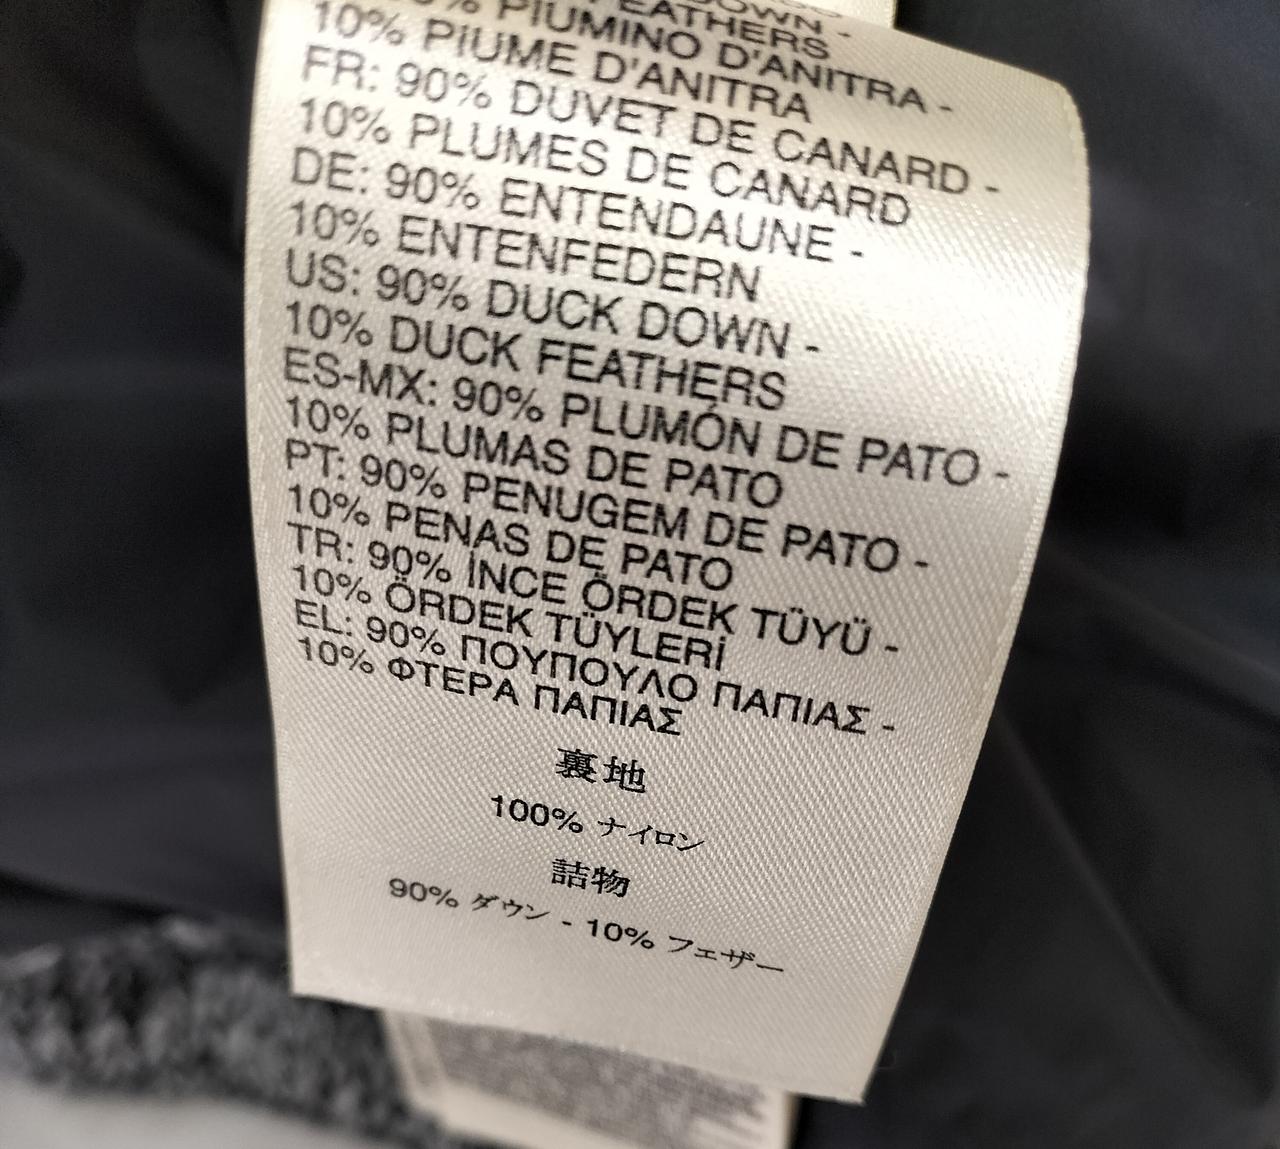 DOWN -
FEATHERS
PIUMINO D'ANITRA -
10% PIUME D'ANITRA
FR: 90% DUVET DE CANARD -
10% PLUMES DE CANARD
DE: 90% ENTENDAUNE -
10% ENTENFEDERN
US: 90% DUCK DOWN -
10% DUCK FEATHERS
ES-MX: 90% PLUMÓN DE PATO -
10% PLUMAS DE PATO
PT: 90% PENUGEM DE PATO -
10% PENAS DE PATO
TR: 90% İNCE ÖRDEK TÜYÜ -
10% ÖRDEK TÜYLERİ
EL: 90% ΠΟΥΠΟΥΛΟ ΠΑΠΙΑΣ -
10% ΦΤΕΡΑ ΠΑΠΙΑΣ
裏地
100% ナイロン
詰物
90% ダウン - 10% フェザー